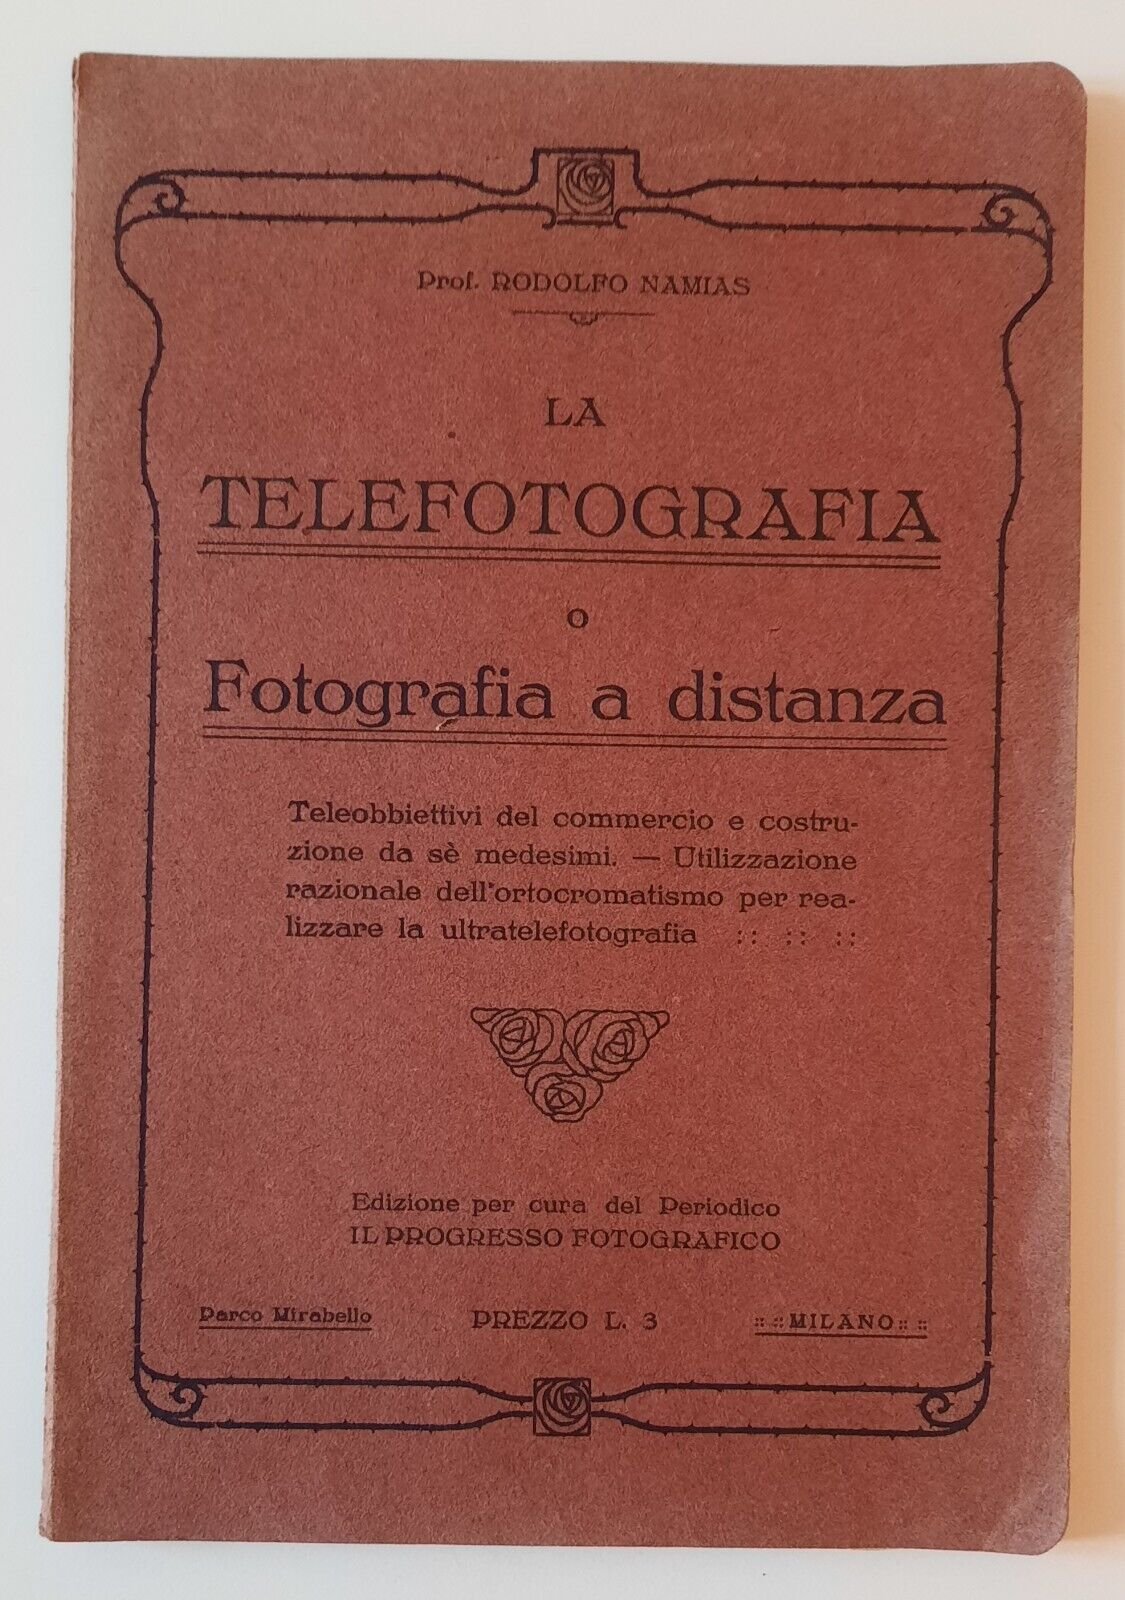 Prof. RODOLFO NAMIAS
LA
TELEFOTOGRAFIA
o
Fotografia a distanza
Teleobbiettivi del commercio e costru-
zione da sè medesimi. — Utilizzazione
razionale dell'ortocromatismo per rea-
lizzare la ultratelefotografia :: :: ::
Edizione per cura del Periodico
IL PROGRESSO FOTOGRAFICO
Parco Mirabello PREZZO L. 3 :: :: MILANO :: ::